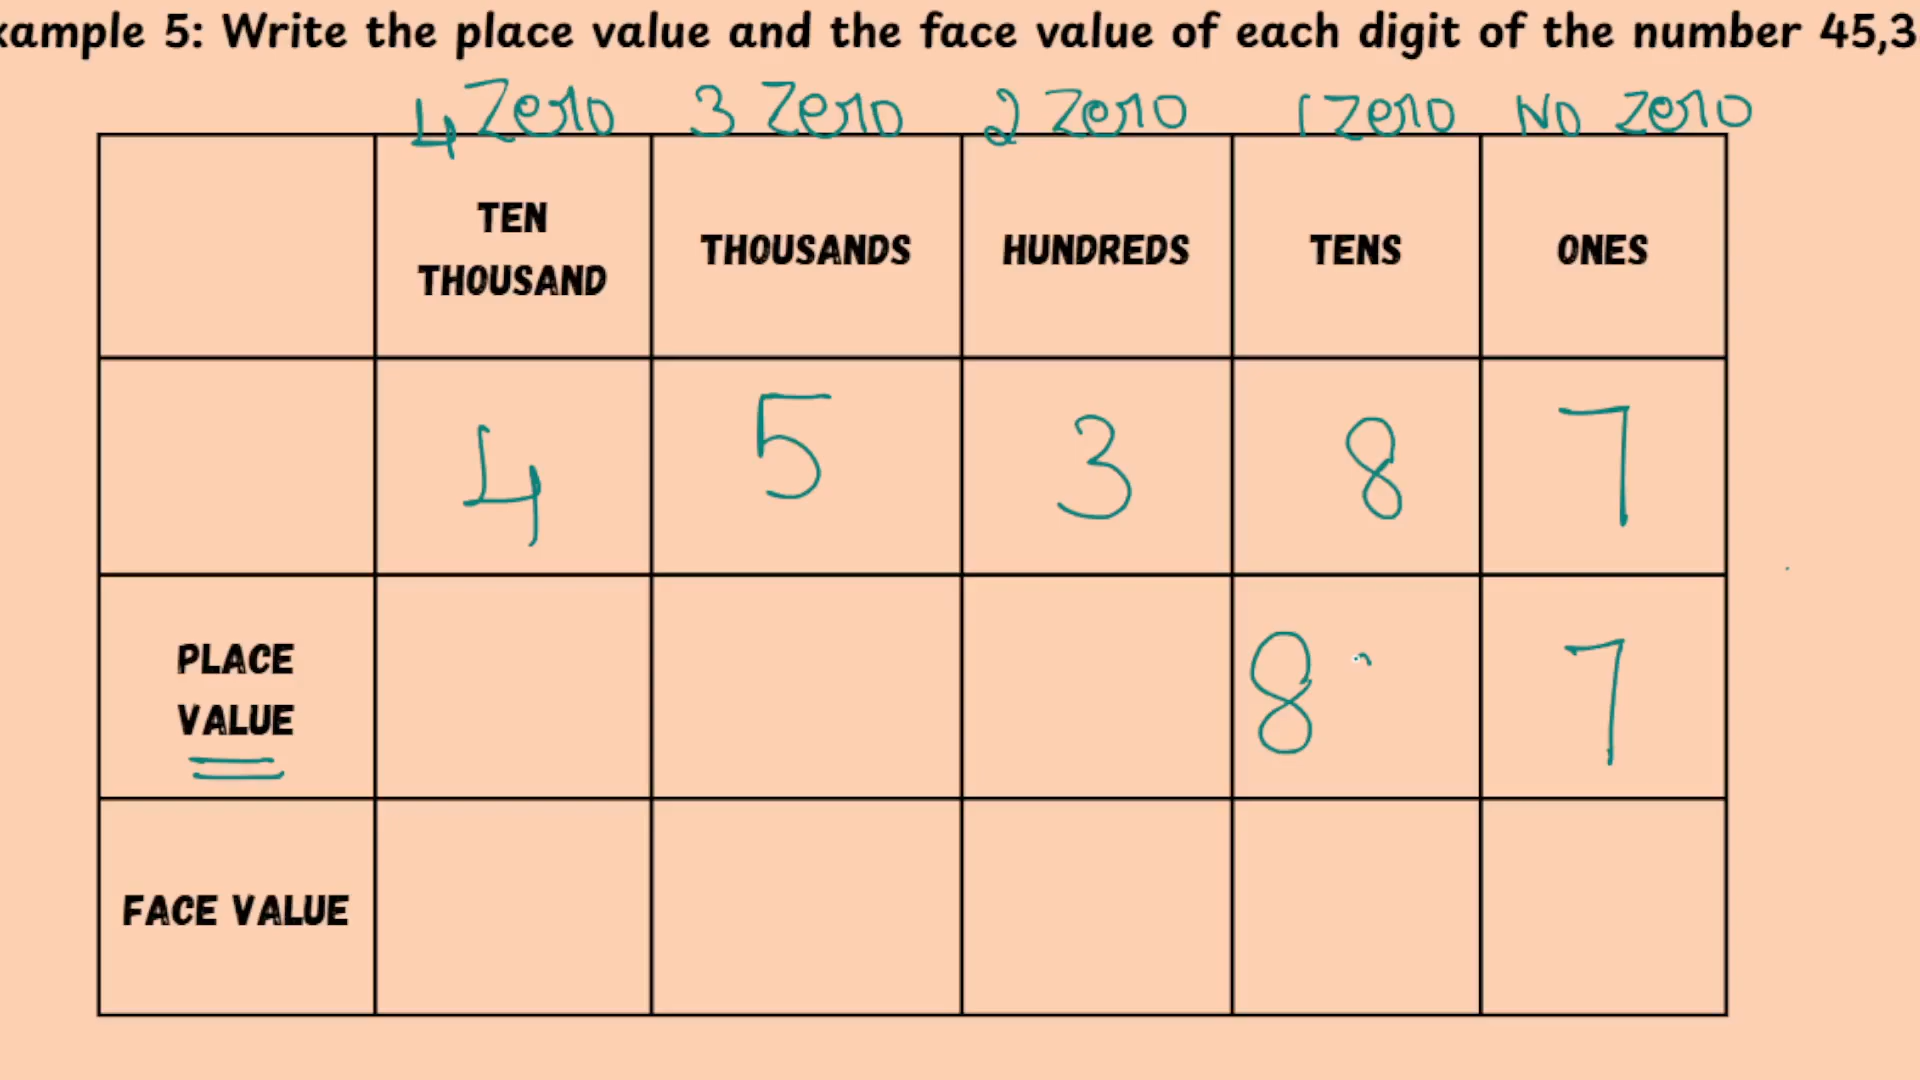 xample 5: Write the place value and the face value of each digit of the number 45,3
4 Zero 3 Zero 2 Zero 1 Zero No Zero
TEN THOUSAND THOUSANDS HUNDREDS TENS ONES
4 5 3 8 7
PLACE VALUE 8 7
FACE VALUE